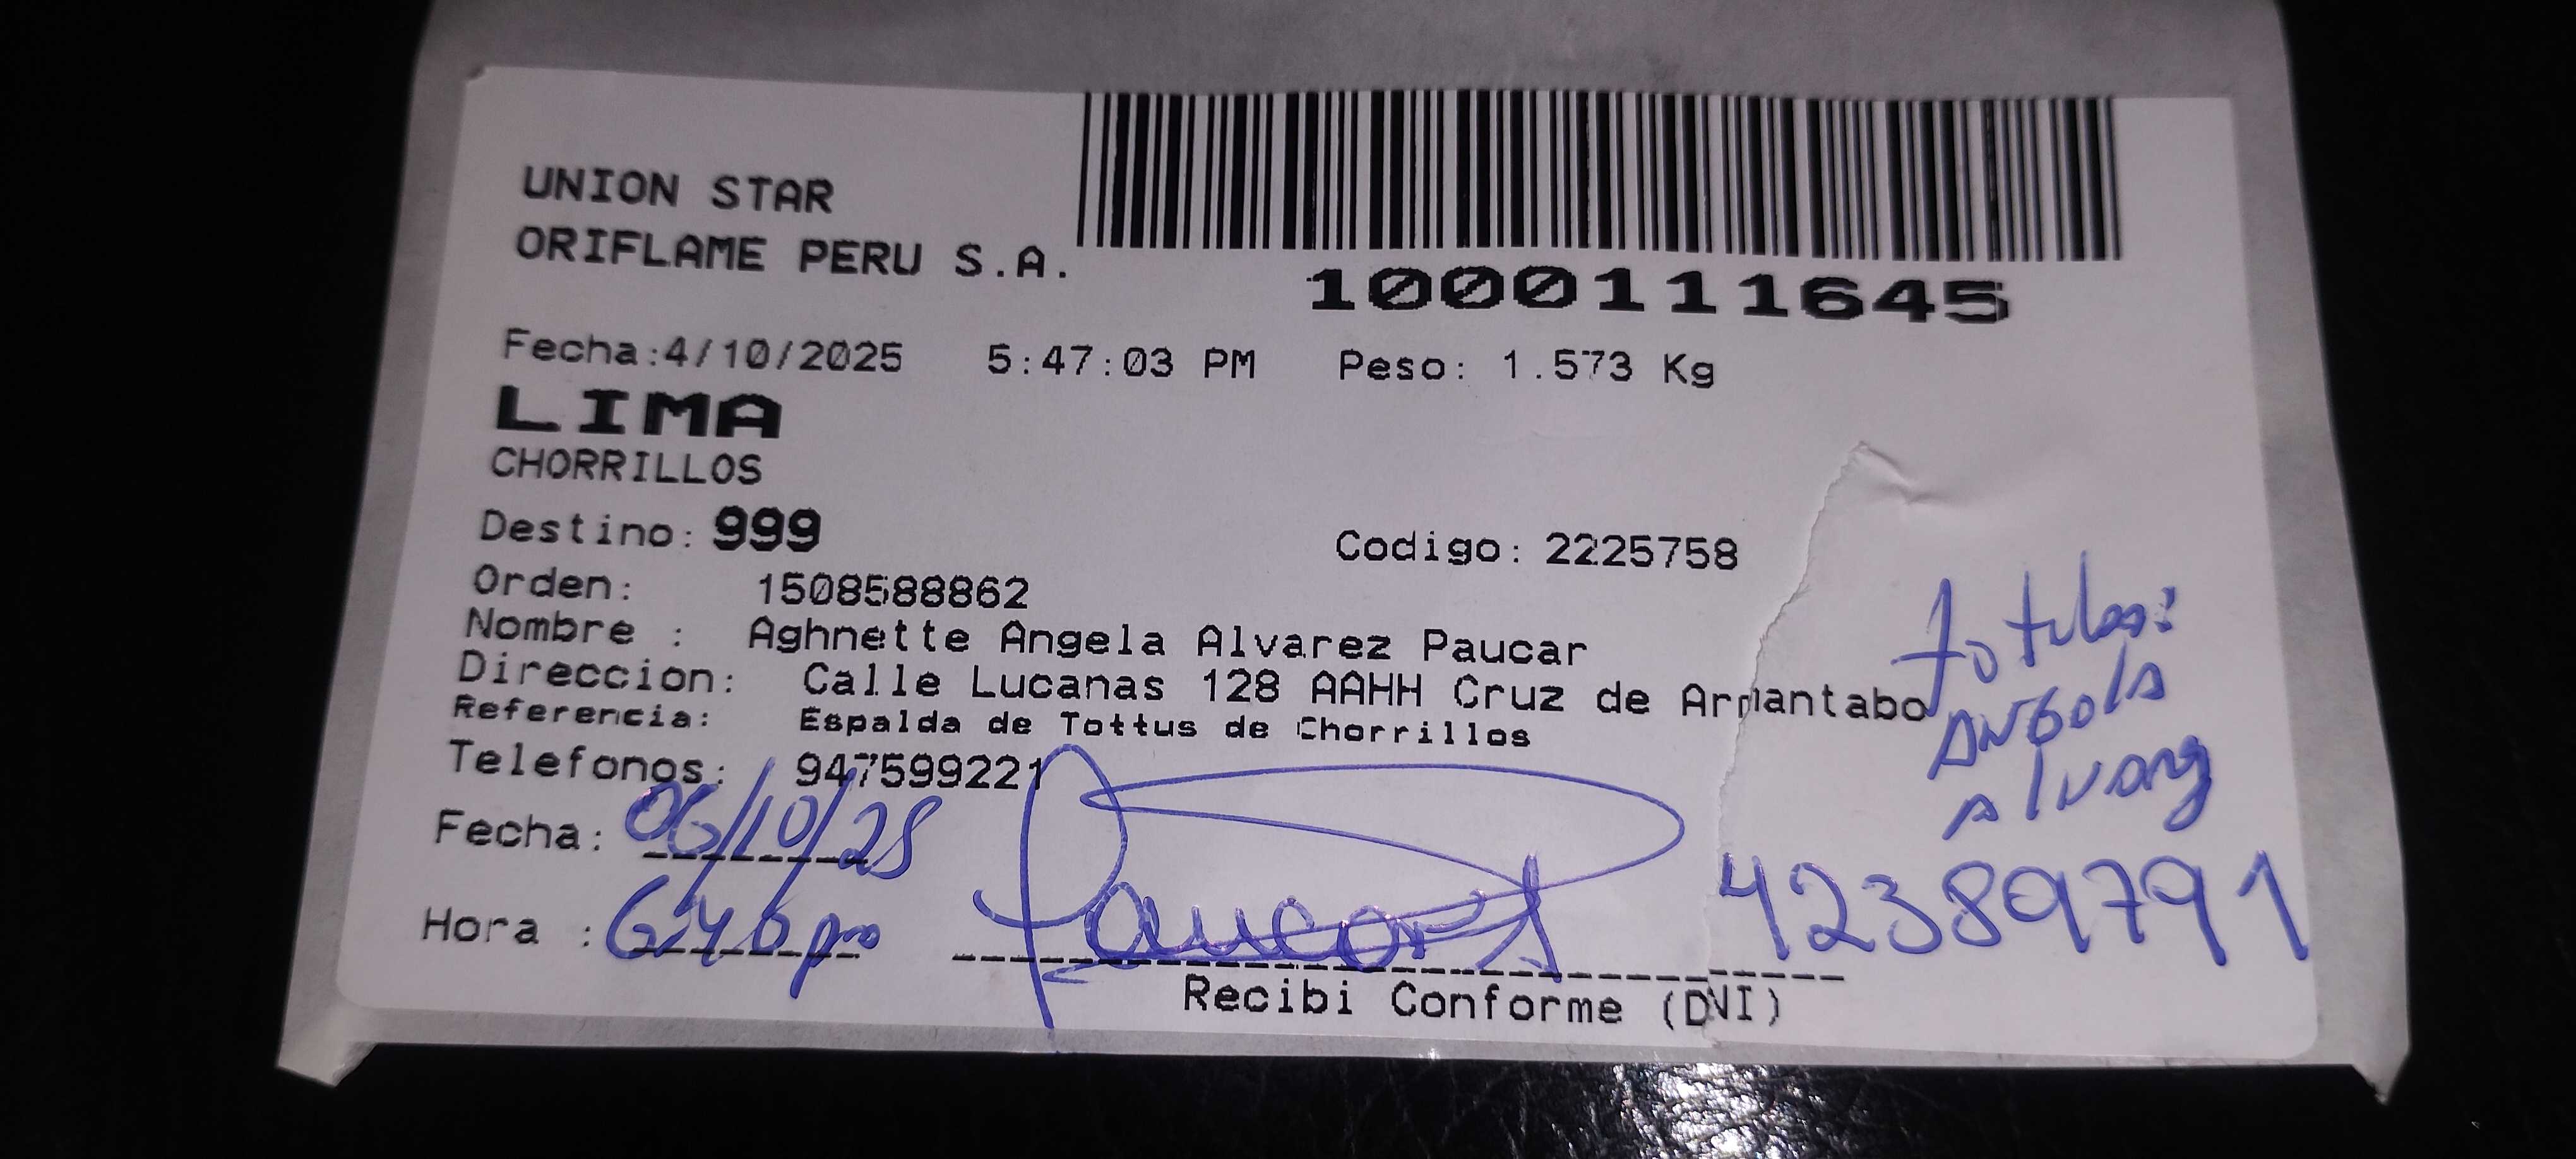 UNION STAR
ORIFLAME PERU S.A.
1000111645
Fecha:4/10/2025 5:47:03 PM Peso: 1.573 Kg
LIMA
CHORRILLOS
Destino: 999 Codigo: 2225758
Orden: 1508588862
Nombre : Aghnette Angela Alvarez Paucar
Direccion: Calle Lucanas 128 AAHH Cruz de Armantabo
Referencia: Espalda de Tottus de Chorrillos
Telefonos: 947599221
Fecha: 06/10/25
Hora : 6:46 pm
Recibi Conforme (DNI)
Angela
42389791